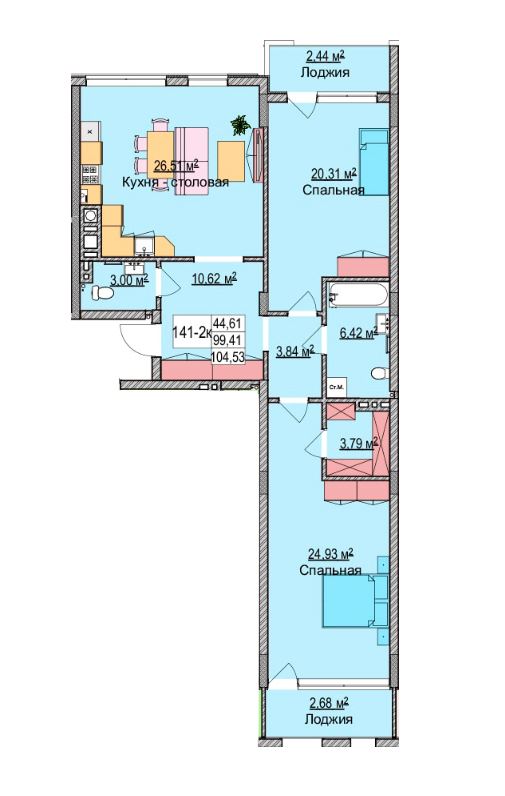 2.44 м²
Лоджия
26.51 м²
Кухня - столовая
20.31 м²
Спальная
3.00 м²
10.62 м²
141-2к
44,61
99,41
104,53
3,84 м²
6.42 м²
Ст.М.
3,79 м²
24,93 м²
Спальная
2,68 м²
Лоджия